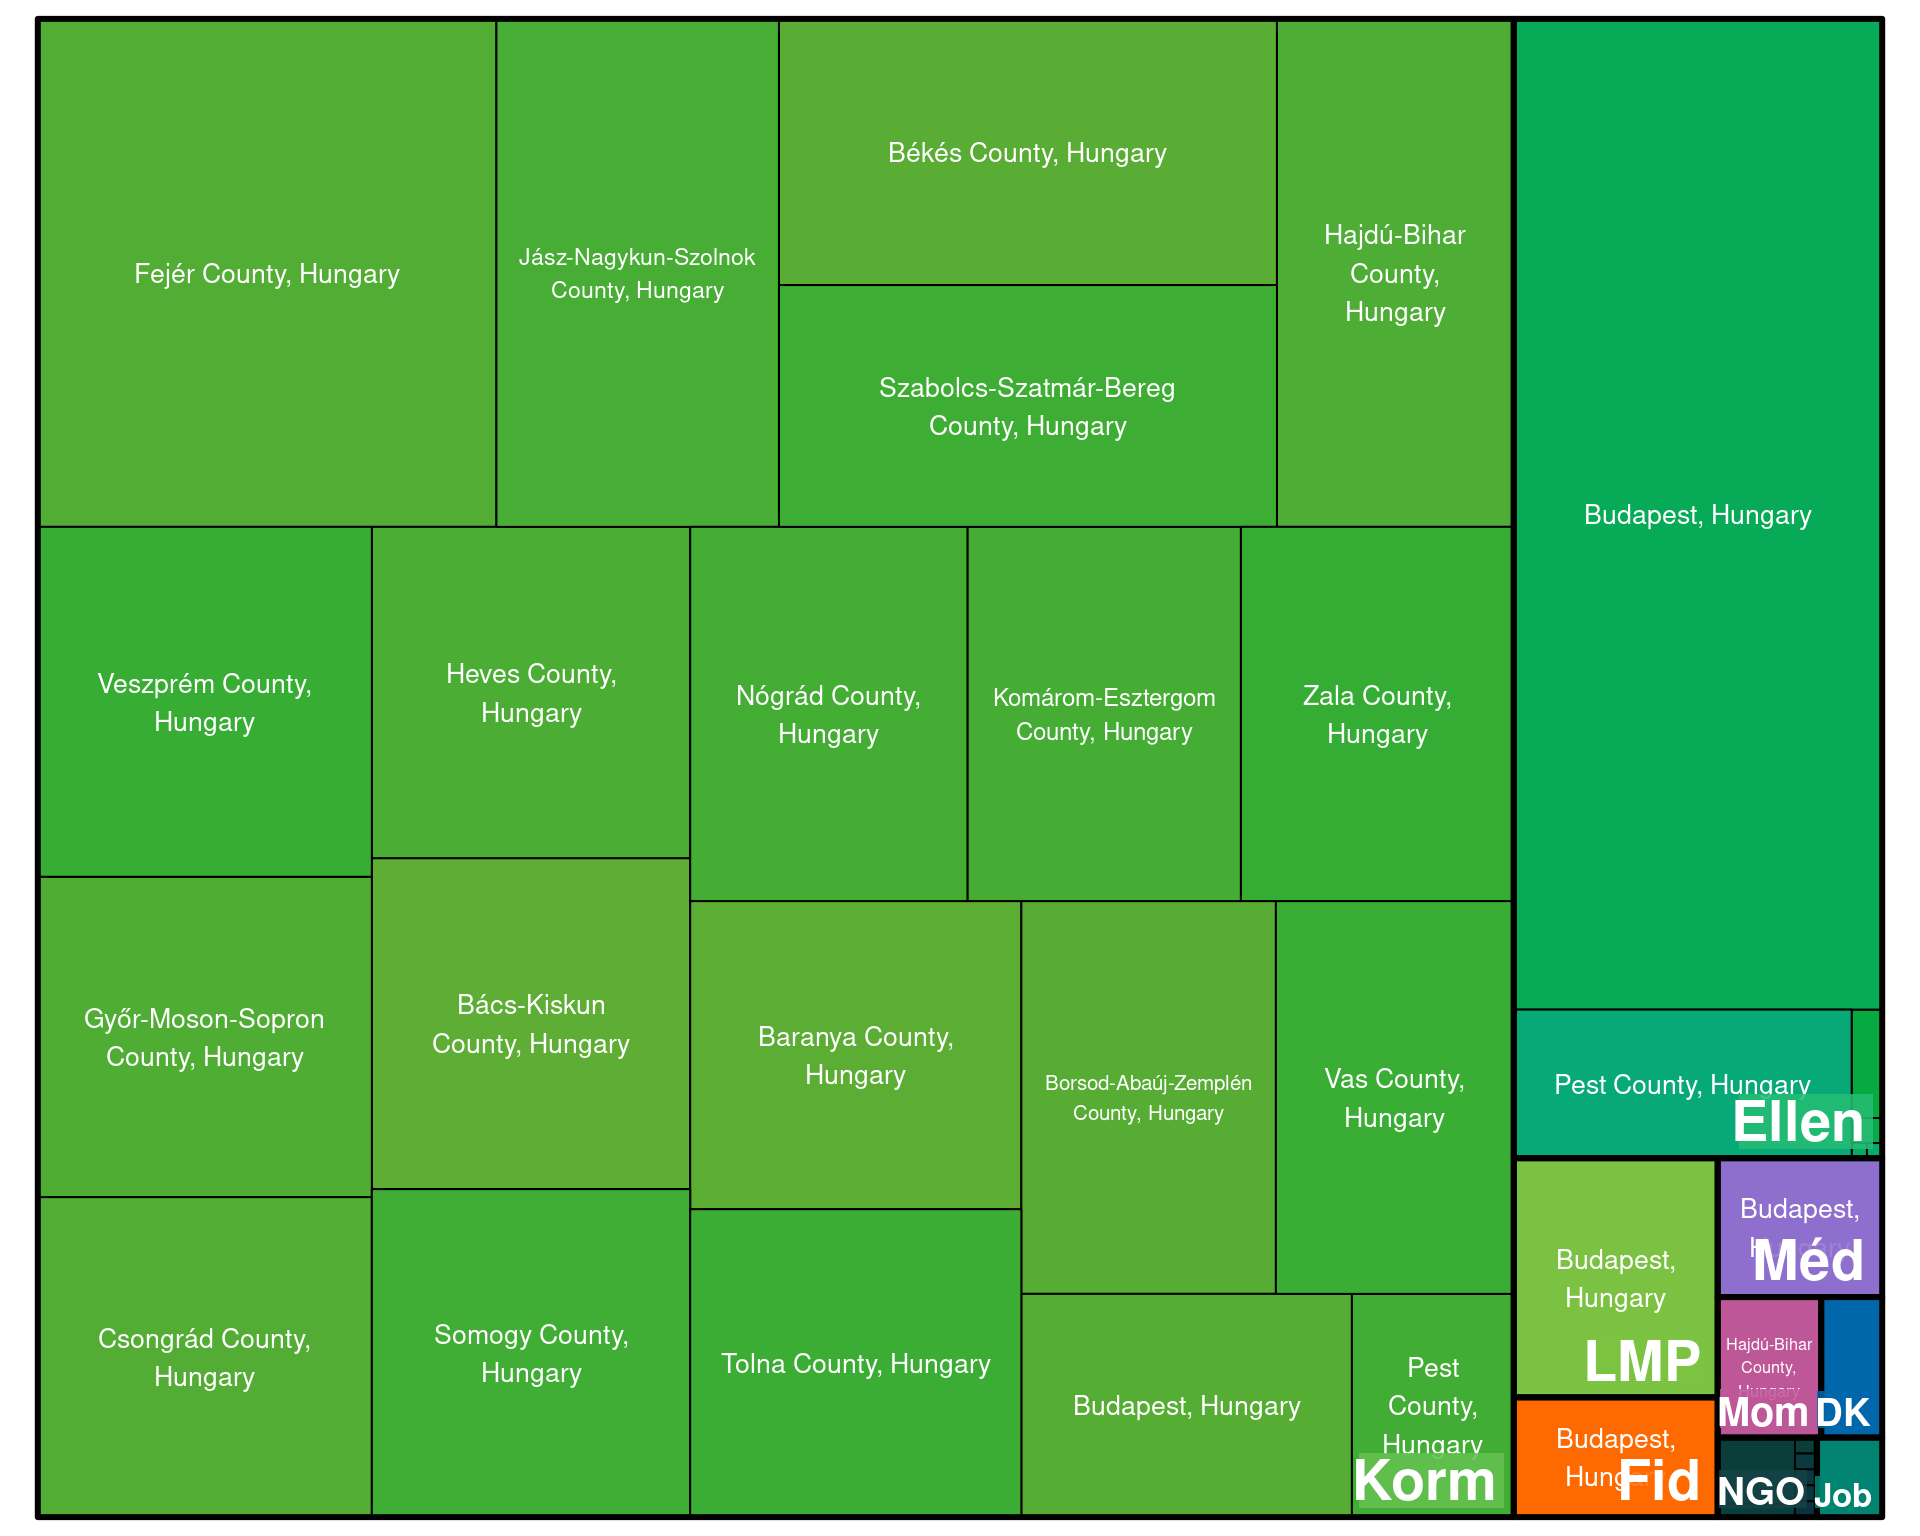 Fejér County, Hungary
Jász-Nagykun-Szolnok
County, Hungary
Békés County, Hungary
Szabolcs-Szatmár-Bereg
County, Hungary
Hajdú-Bihar
County,
Hungary
Veszprém County,
Hungary
Heves County,
Hungary
Nógrád County,
Hungary
Komárom-Esztergom
County, Hungary
Zala County,
Hungary
Győr-Moson-Sopron
County, Hungary
Bács-Kiskun
County, Hungary
Baranya County,
Hungary
Borsod-Abaúj-Zemplén
County, Hungary
Vas County,
Hungary
Csongrád County,
Hungary
Somogy County,
Hungary
Tolna County, Hungary
Budapest, Hungary
Pest
County,
Hungary
Korm
Budapest, Hungary
Pest County, Hungary
Ellen
Budapest,
Hungary
LMP
Budapest,
Méd
Hajdú-Bihar
County,
Hungary
Mom
DK
Budapest,
Fid
NGO
Job